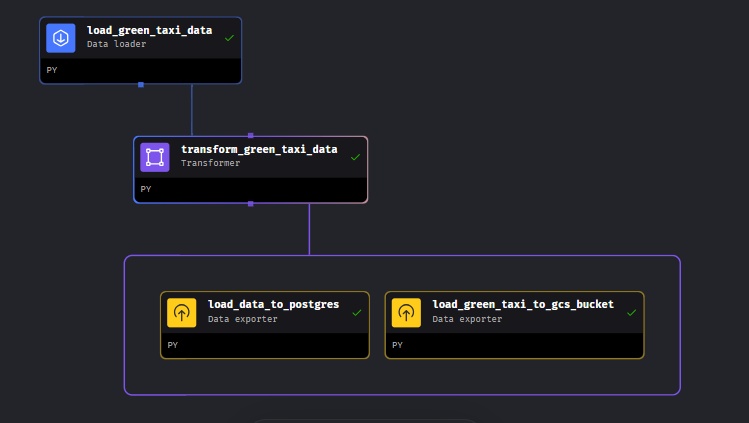 load_green_taxi_data
Data loader
PY
transform_green_taxi_data
Transformer
PY
load_data_to_postgres
Data exporter
PY
load_green_taxi_to_gcs_bucket
Data exporter
PY